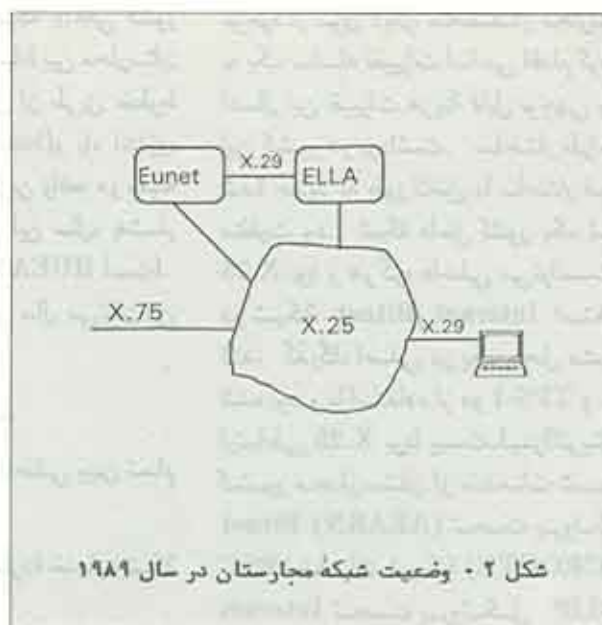 Eunet X.29 ELLA
X.75 X.25 X.29
شکل ۲ - وضعیت شبکه مجارستان در سال ۱۹۸۹